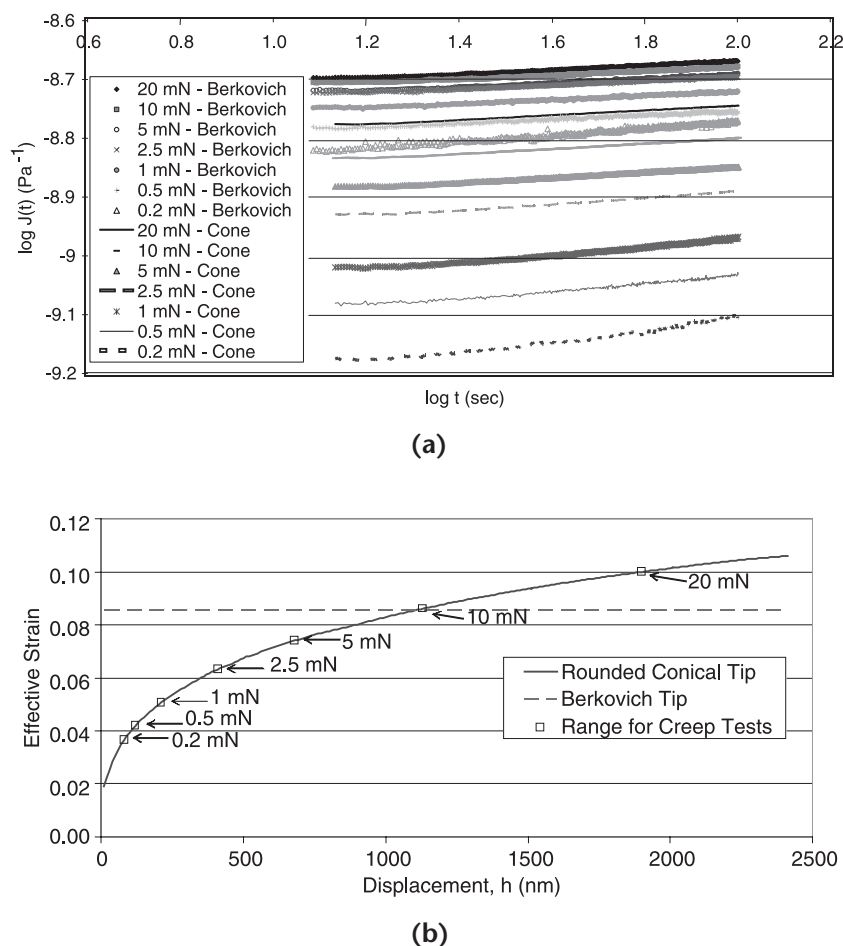 -8.6
0.6 0.8 1.0 1.2 1.4 1.6 1.8 2.0 2.2
-8.7
-8.8
-8.9
-9
-9.1
-9.2
log J(t) (Pa⁻¹)
20 mN - Berkovich
10 mN - Berkovich
5 mN - Berkovich
2.5 mN - Berkovich
1 mN - Berkovich
0.5 mN - Berkovich
0.2 mN - Berkovich
20 mN - Cone
10 mN - Cone
5 mN - Cone
2.5 mN - Cone
1 mN - Cone
0.5 mN - Cone
0.2 mN - Cone
log t (sec)
(a)
0.12
0.10
0.08
0.06
0.04
0.02
0.00
Effective Strain
20 mN
10 mN
5 mN
2.5 mN
1 mN
0.5 mN
0.2 mN
Rounded Conical Tip
Berkovich Tip
Range for Creep Tests
0 500 1000 1500 2000 2500
Displacement, h (nm)
(b)